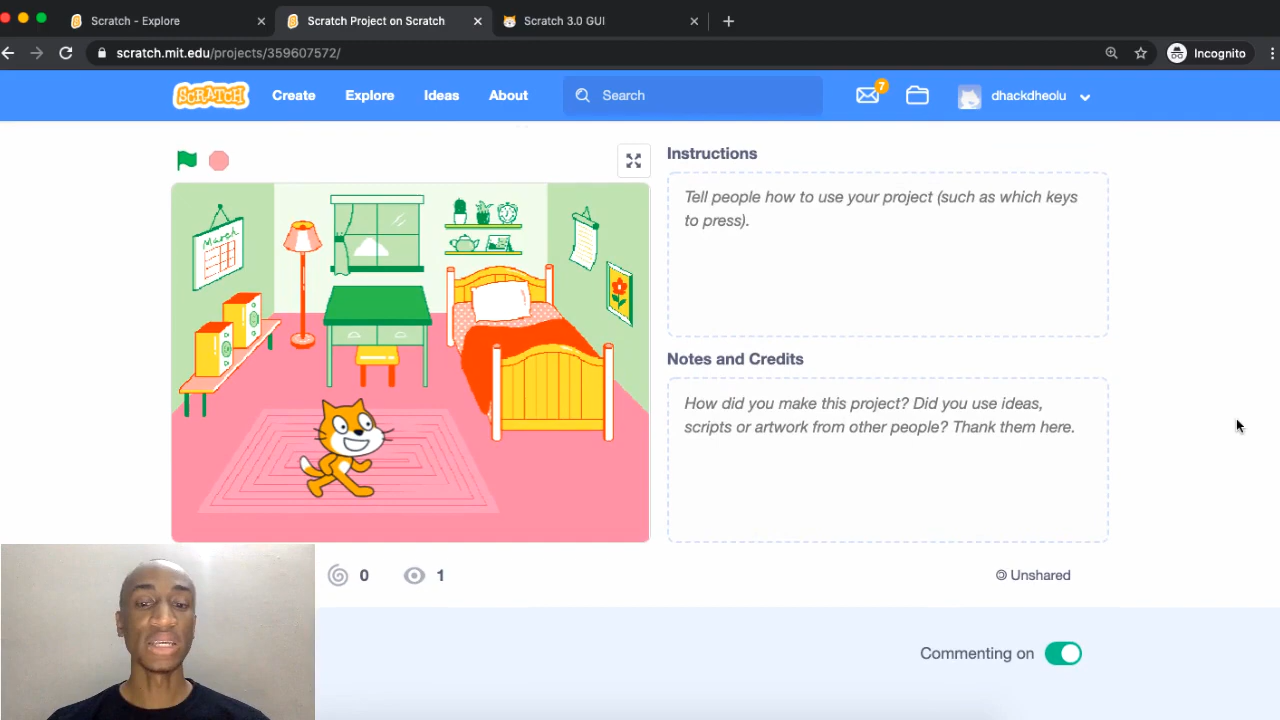 Scratch - Explore
Scratch Project on Scratch
Scratch 3.0 GUI
scratch.mit.edu/projects/359607572/
Incognito
SCRATCH
Create
Explore
Ideas
About
Search
7
dhackdheolu
Instructions
Tell people how to use your project (such as which keys
to press).
March
Notes and Credits
How did you make this project? Did you use ideas,
scripts or artwork from other people? Thank them here.
0
1
Unshared
Commenting on